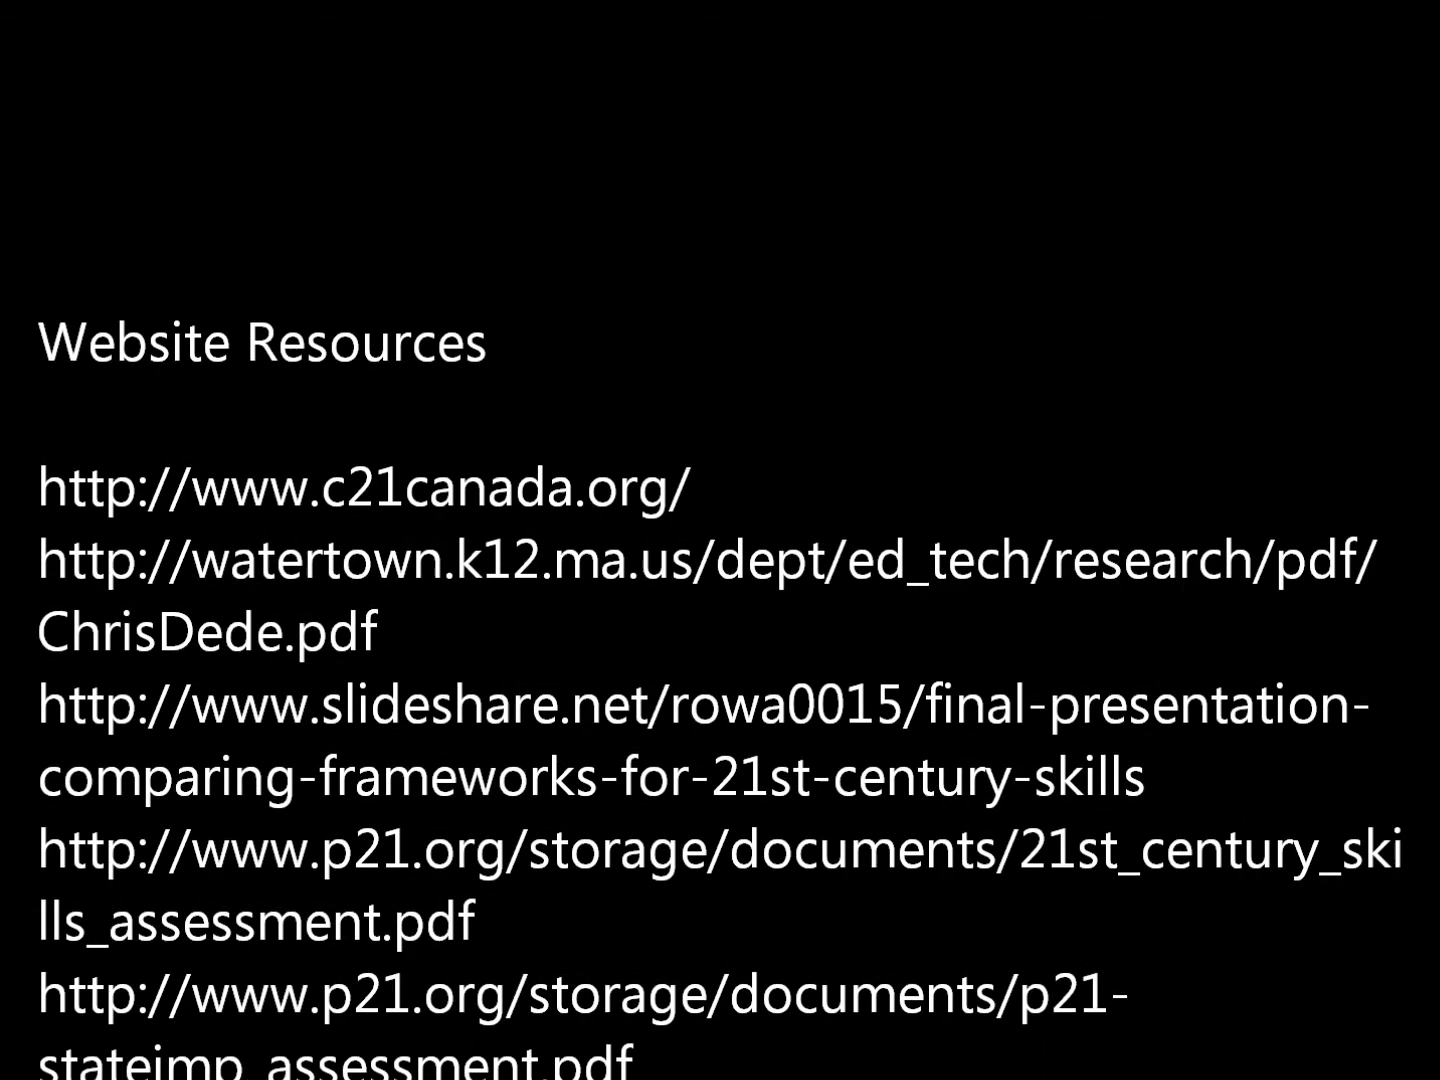 Website Resources
http://www.c21canada.org/
http://watertown.k12.ma.us/dept/ed_tech/research/pdf/
ChrisDede.pdf
http://www.slideshare.net/rowa0015/final-presentation-
comparing-frameworks-for-21st-century-skills
http://www.p21.org/storage/documents/21st_century_ski
lls_assessment.pdf
http://www.p21.org/storage/documents/p21-
stateimp_assessment.pdf